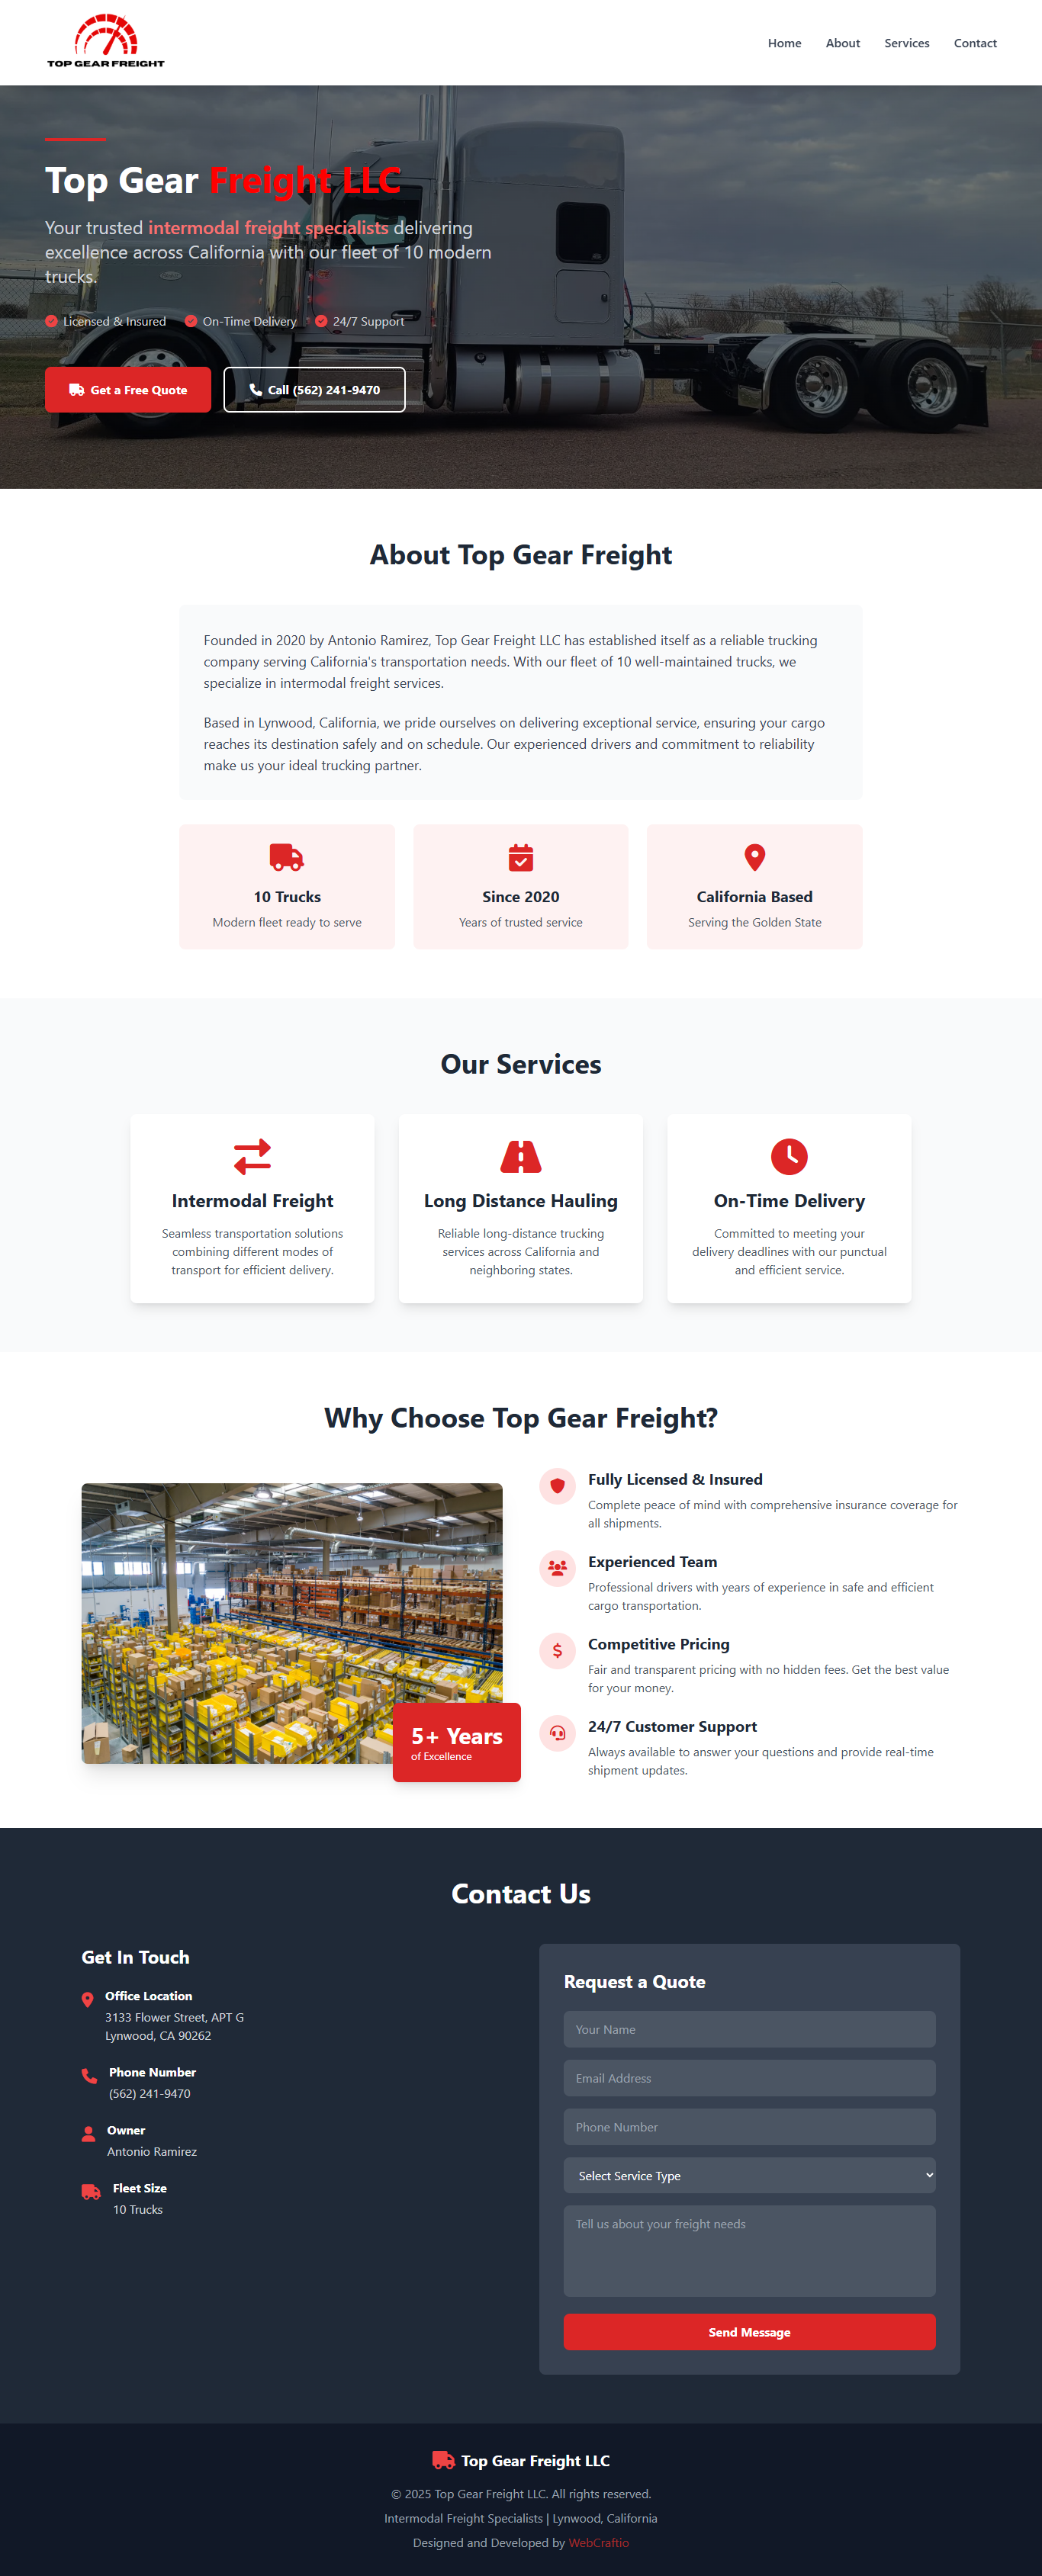 TOP GEAR FREIGHT
Home About Services Contact
Top Gear Freight LLC
Your trusted intermodal freight specialists delivering
excellence across California with our fleet of 10 modern
trucks.
Licensed & Insured On-Time Delivery 24/7 Support
Get a Free Quote Call (562) 241-9470
About Top Gear Freight
Founded in 2020 by Antonio Ramirez, Top Gear Freight LLC has established itself as a reliable trucking
company serving California's transportation needs. With our fleet of 10 well-maintained trucks, we
specialize in intermodal freight services.
Based in Lynwood, California, we pride ourselves on delivering exceptional service, ensuring your cargo
reaches its destination safely and on schedule. Our experienced drivers and commitment to reliability
make us your ideal trucking partner.
10 Trucks
Modern fleet ready to serve
Since 2020
Years of trusted service
California Based
Serving the Golden State
Our Services
Intermodal Freight
Seamless transportation solutions
combining different modes of
transport for efficient delivery.
Long Distance Hauling
Reliable long-distance trucking
services across California and
neighboring states.
On-Time Delivery
Committed to meeting your
delivery deadlines with our punctual
and efficient service.
Why Choose Top Gear Freight?
5+ Years
of Excellence
Fully Licensed & Insured
Complete peace of mind with comprehensive insurance coverage for
all shipments.
Experienced Team
Professional drivers with years of experience in safe and efficient
cargo transportation.
Competitive Pricing
Fair and transparent pricing with no hidden fees. Get the best value
for your money.
24/7 Customer Support
Always available to answer your questions and provide real-time
shipment updates.
Contact Us
Get In Touch
Office Location
3133 Flower Street, APT G
Lynwood, CA 90262
Phone Number
(562) 241-9470
Owner
Antonio Ramirez
Fleet Size
10 Trucks
Request a Quote
Your Name
Email Address
Phone Number
Select Service Type
Tell us about your freight needs
Send Message
Top Gear Freight LLC
© 2025 Top Gear Freight LLC. All rights reserved.
Intermodal Freight Specialists | Lynwood, California
Designed and Developed by WebCraftio